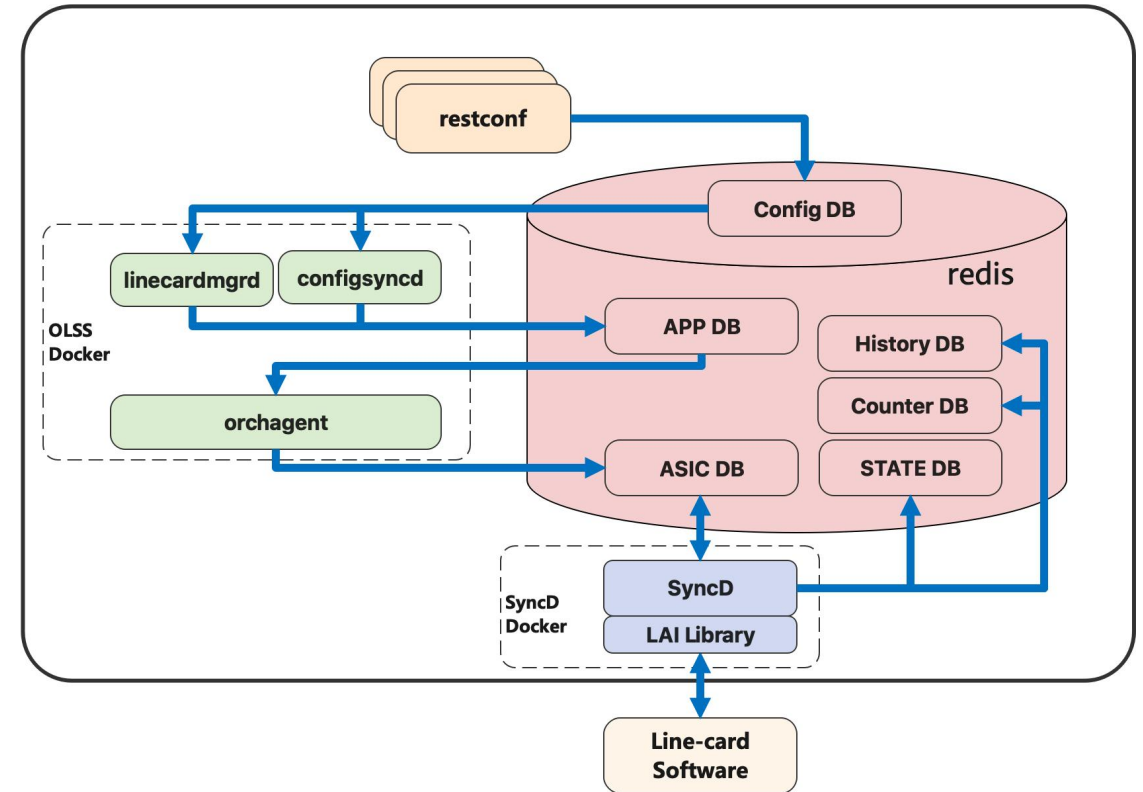 restconf
Config DB
redis
linecardmgrd
configsyncd
OLSS
Docker
APP DB
History DB
Counter DB
orchagent
ASIC DB
STATE DB
SyncD
Docker
SyncD
LAI Library
Line-card
Software